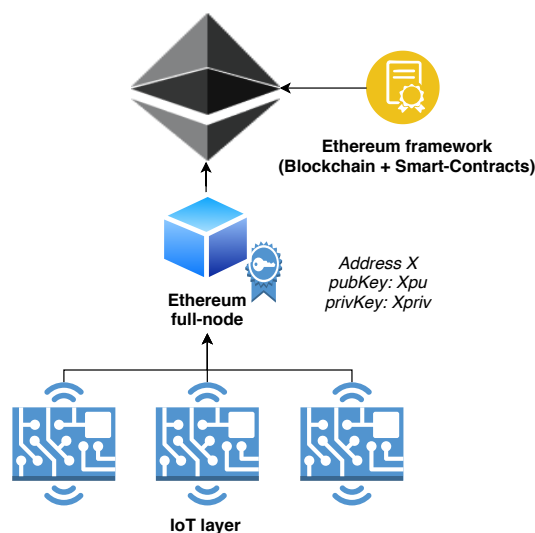 Ethereum framework
(Blockchain + Smart-Contracts)
Address X
pubKey: Xpu
privKey: Xpriv
Ethereum
full-node
IoT layer